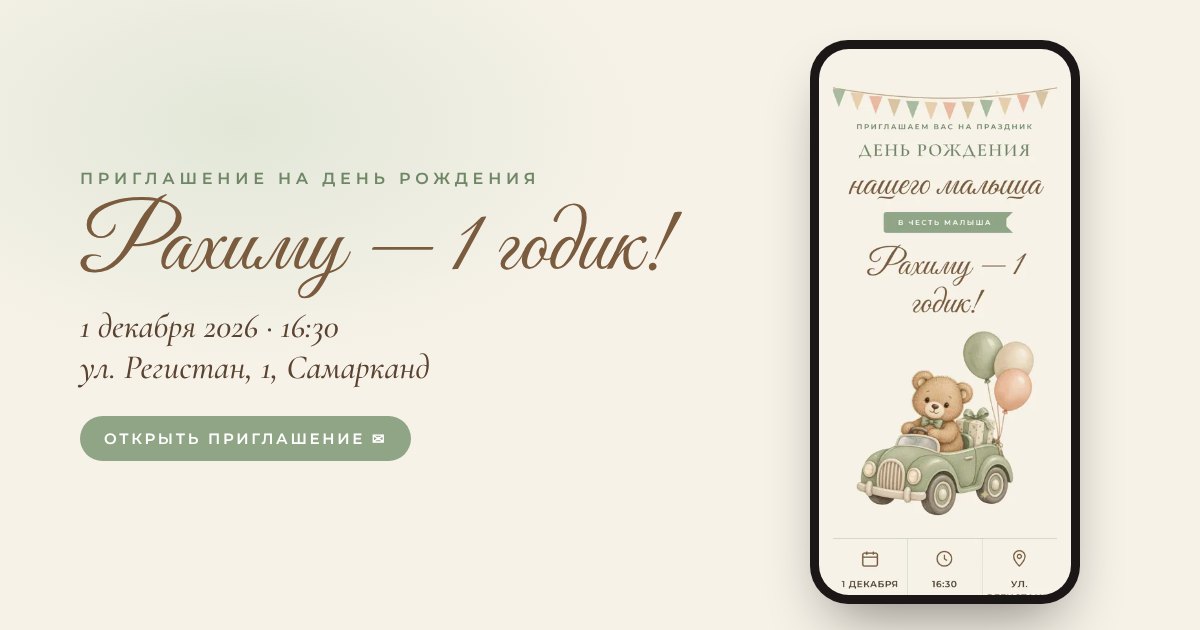 ПРИГЛАШЕНИЕ НА ДЕНЬ РОЖДЕНИЯ
Рахиму — 1 годик!
1 декабря 2026 · 16:30
ул. Регистан, 1, Самарканд
ОТКРЫТЬ ПРИГЛАШЕНИЕ ✉
ПРИГЛАШАЕМ ВАС НА ПРАЗДНИК
ДЕНЬ РОЖДЕНИЯ
нашего малыша
В ЧЕСТЬ МАЛЫША
Рахиму — 1
годик!
1 ДЕКАБРЯ
16:30
УЛ.